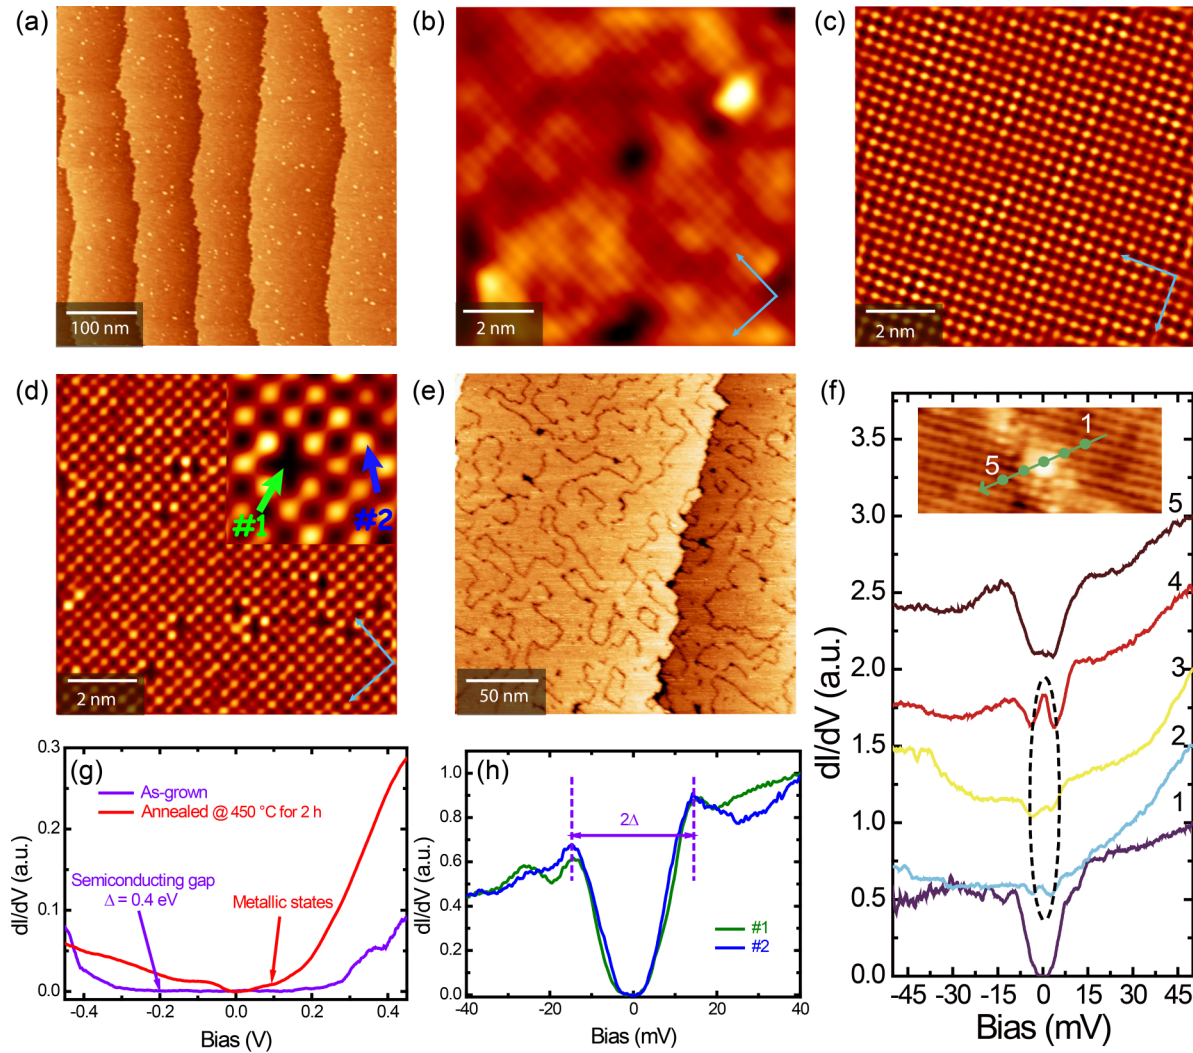 (a)
100 nm
(b)
2 nm
(c)
2 nm
(d)
#1
#2
2 nm
(e)
50 nm
(f)
dI/dV (a.u.)
3.5
3.0
2.5
2.0
1.5
1.0
0.5
0.0
1
5
5
4
3
2
1
-45
-30
-15
0
15
30
45
Bias (mV)
(g)
dI/dV (a.u.)
0.3
0.2
0.1
0.0
As-grown
Annealed @ 450 °C for 2 h
Semiconducting gap
Δ = 0.4 eV
Metallic states
-0.4
-0.2
0.0
0.2
0.4
Bias (V)
(h)
dI/dV (a.u.)
1.0
0.8
0.6
0.4
0.2
0.0
2Δ
#1
#2
-40
-20
0
20
40
Bias (mV)